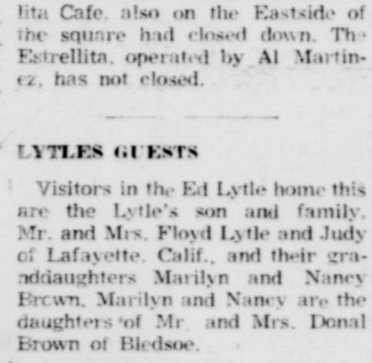 lita Cafe, also on the Eastside of
the square had closed down. The
Estrellita, operated by Al Martin-
ez, has not closed.
LYTLES GUESTS
Visitors in the Ed Lytle home this
are the Lytle's son and family,
Mr. and Mrs. Floyd Lytle and Judy
of Lafayette, Calif., and their gra-
nddaughters Marilyn and Nancy
Brown. Marilyn and Nancy are the
daughters of Mr. and Mrs. Donal
Brown of Bledsoe.